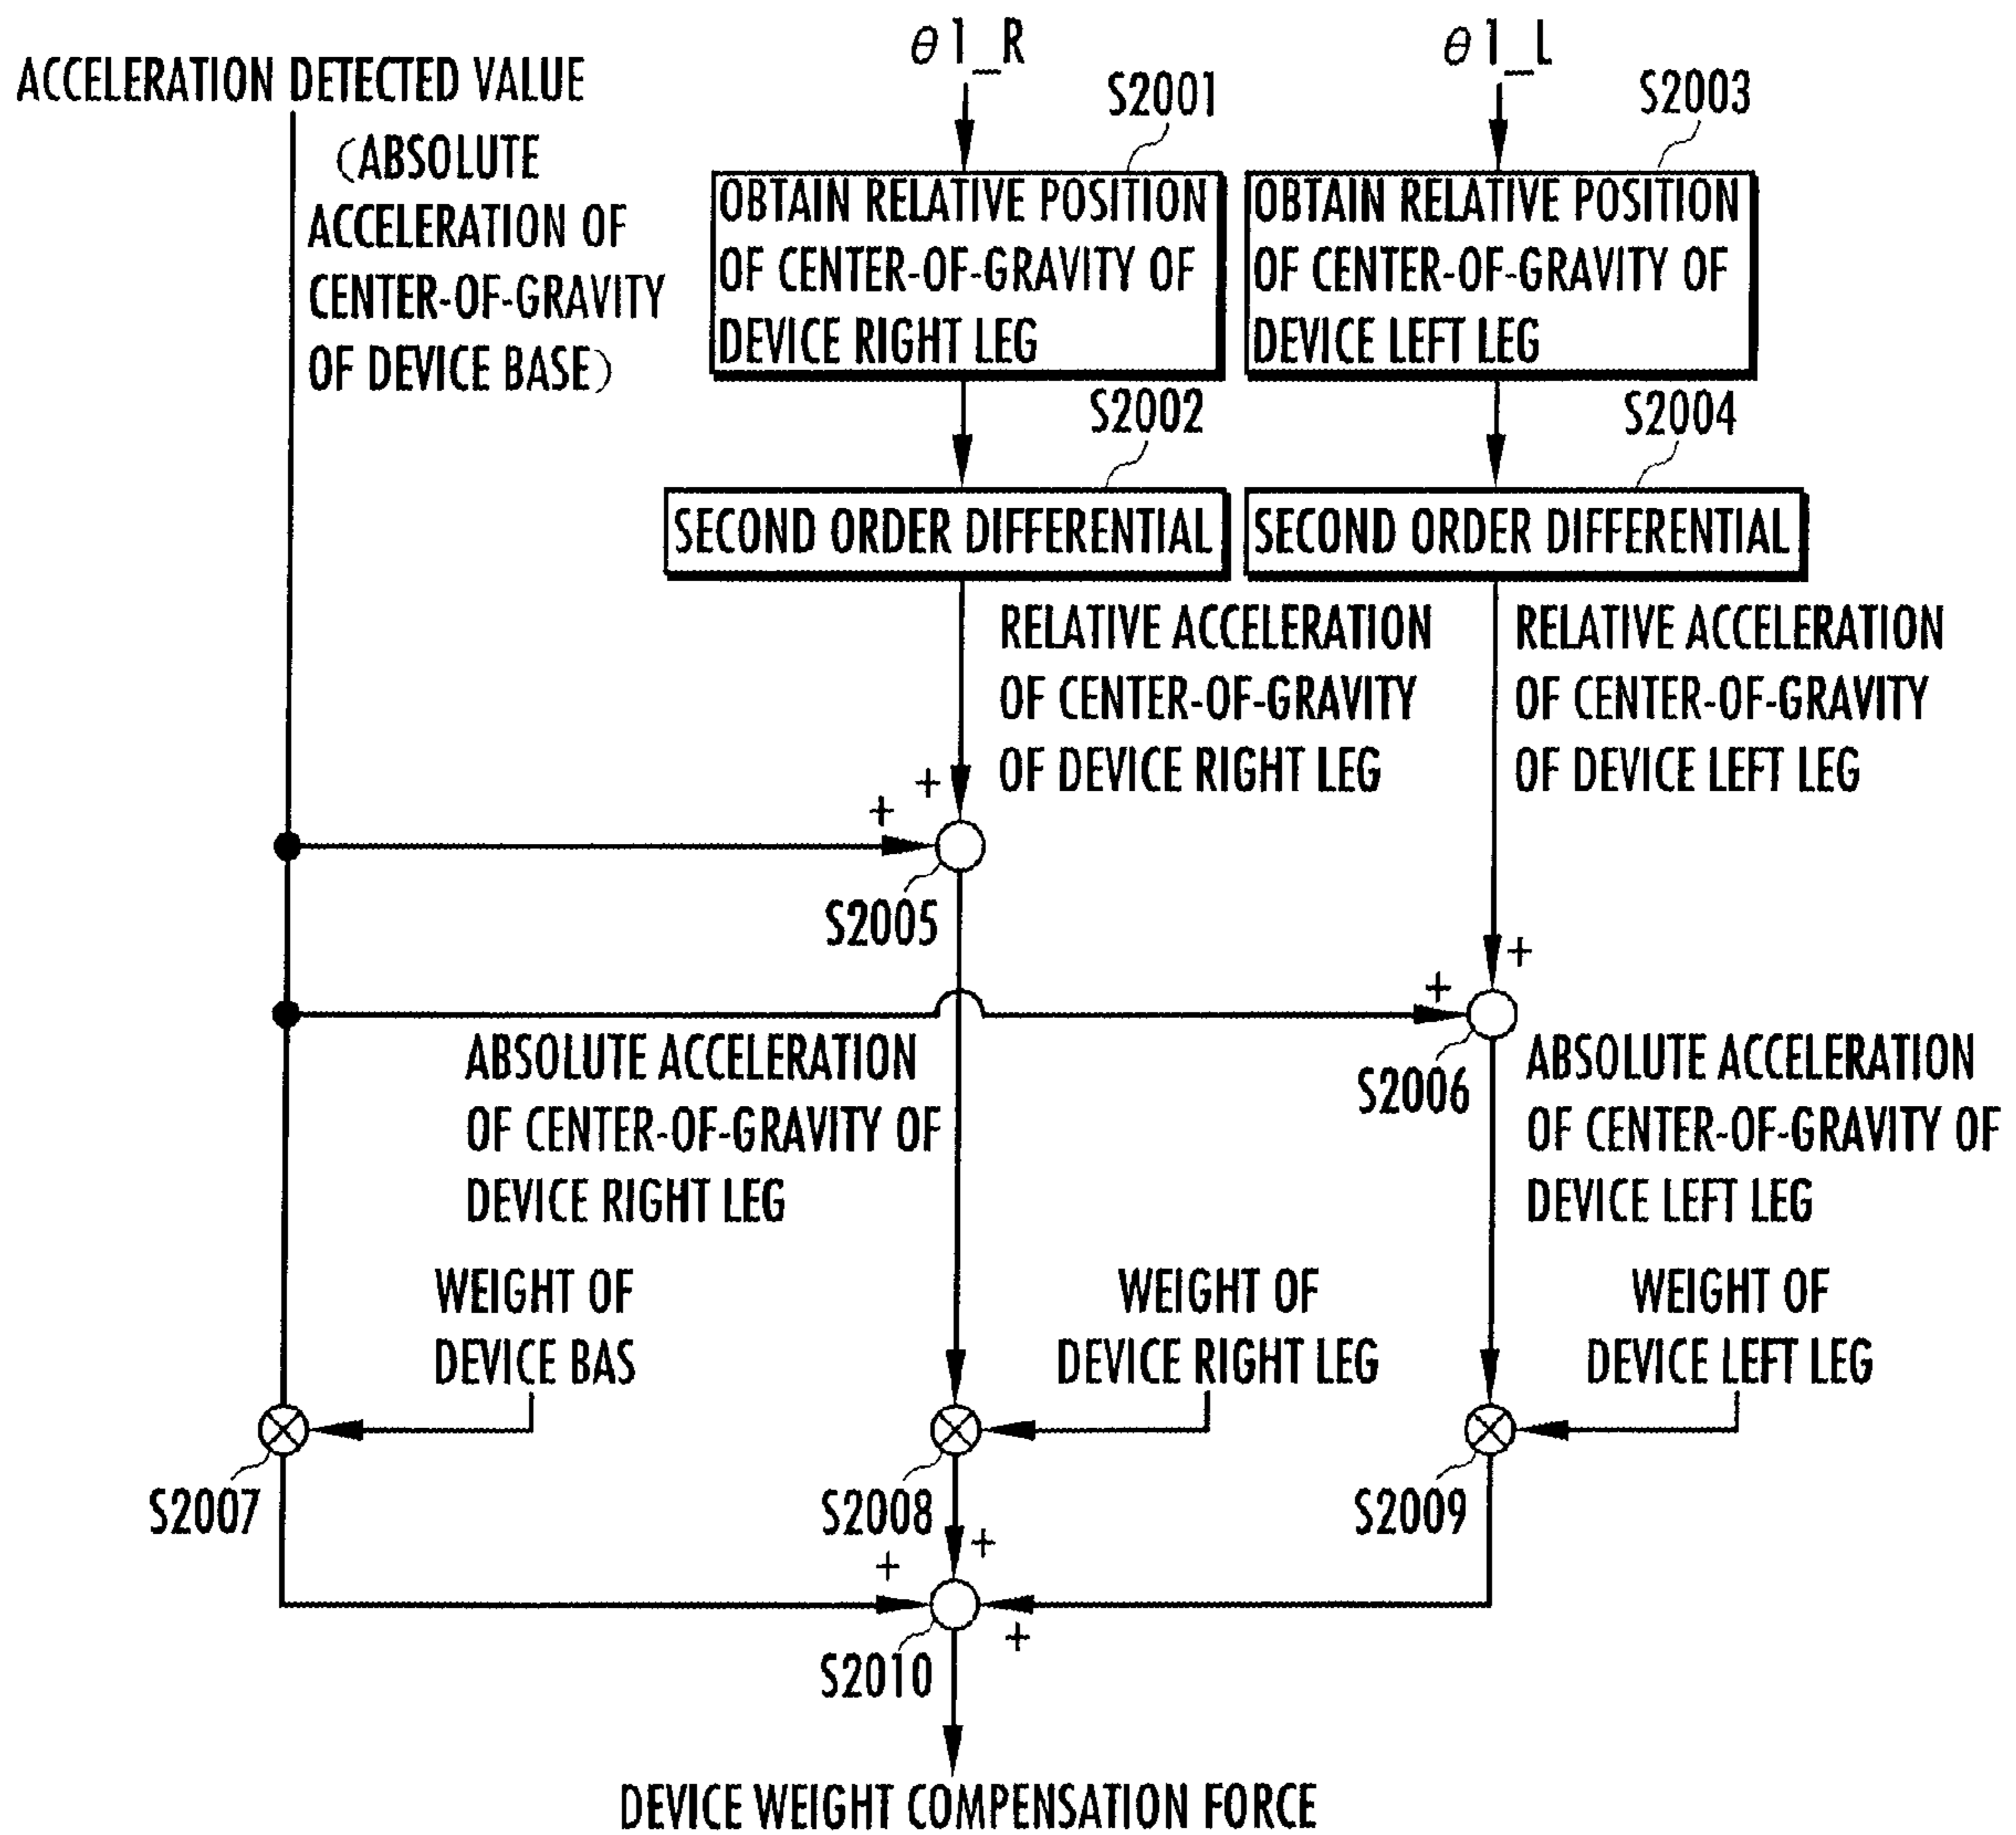 θ1_R
θ1_L
ACCELERATION DETECTED VALUE
(ABSOLUTE
ACCELERATION OF
CENTER-OF-GRAVITY
OF DEVICE BASE)
S2001
S2003
OBTAIN RELATIVE POSITION
OF CENTER-OF-GRAVITY OF
DEVICE RIGHT LEG
OBTAIN RELATIVE POSITION
OF CENTER-OF-GRAVITY OF
DEVICE LEFT LEG
S2002
S2004
SECOND ORDER DIFFERENTIAL
SECOND ORDER DIFFERENTIAL
RELATIVE ACCELERATION
OF CENTER-OF-GRAVITY
OF DEVICE RIGHT LEG
RELATIVE ACCELERATION
OF CENTER-OF-GRAVITY
OF DEVICE LEFT LEG
+
+
S2005
+
+
S2006
ABSOLUTE ACCELERATION
OF CENTER-OF-GRAVITY OF
DEVICE RIGHT LEG
ABSOLUTE ACCELERATION
OF CENTER-OF-GRAVITY OF
DEVICE LEFT LEG
WEIGHT OF
DEVICE BAS
WEIGHT OF
DEVICE RIGHT LEG
WEIGHT OF
DEVICE LEFT LEG
S2007
S2008
S2009
+
+
+
S2010
DEVICE WEIGHT COMPENSATION FORCE